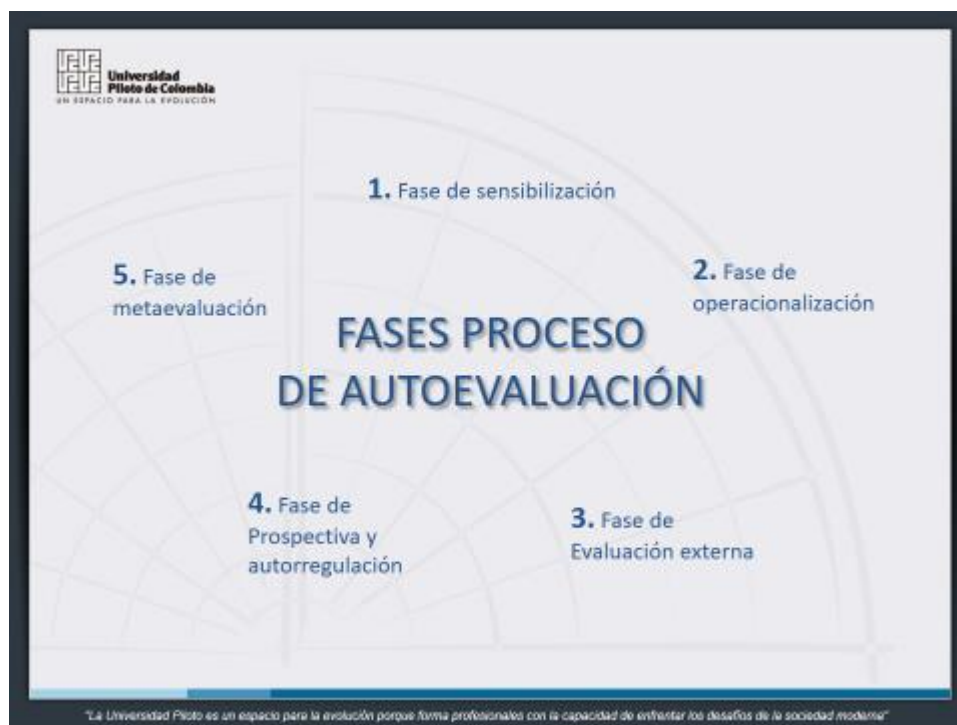 Universidad
Piloto de Colombia
UN ESPACIO PARA LA EVOLUCIÓN
1. Fase de sensibilización
2. Fase de
operacionalización
5. Fase de
metaevaluación
FASES PROCESO
DE AUTOEVALUACIÓN
4. Fase de
Prospectiva y
autorregulación
3. Fase de
Evaluación externa
"La Universidad Piloto es un espacio para la evolución porque forma profesionales con la capacidad de enfrentar los desafíos de la sociedad moderna"